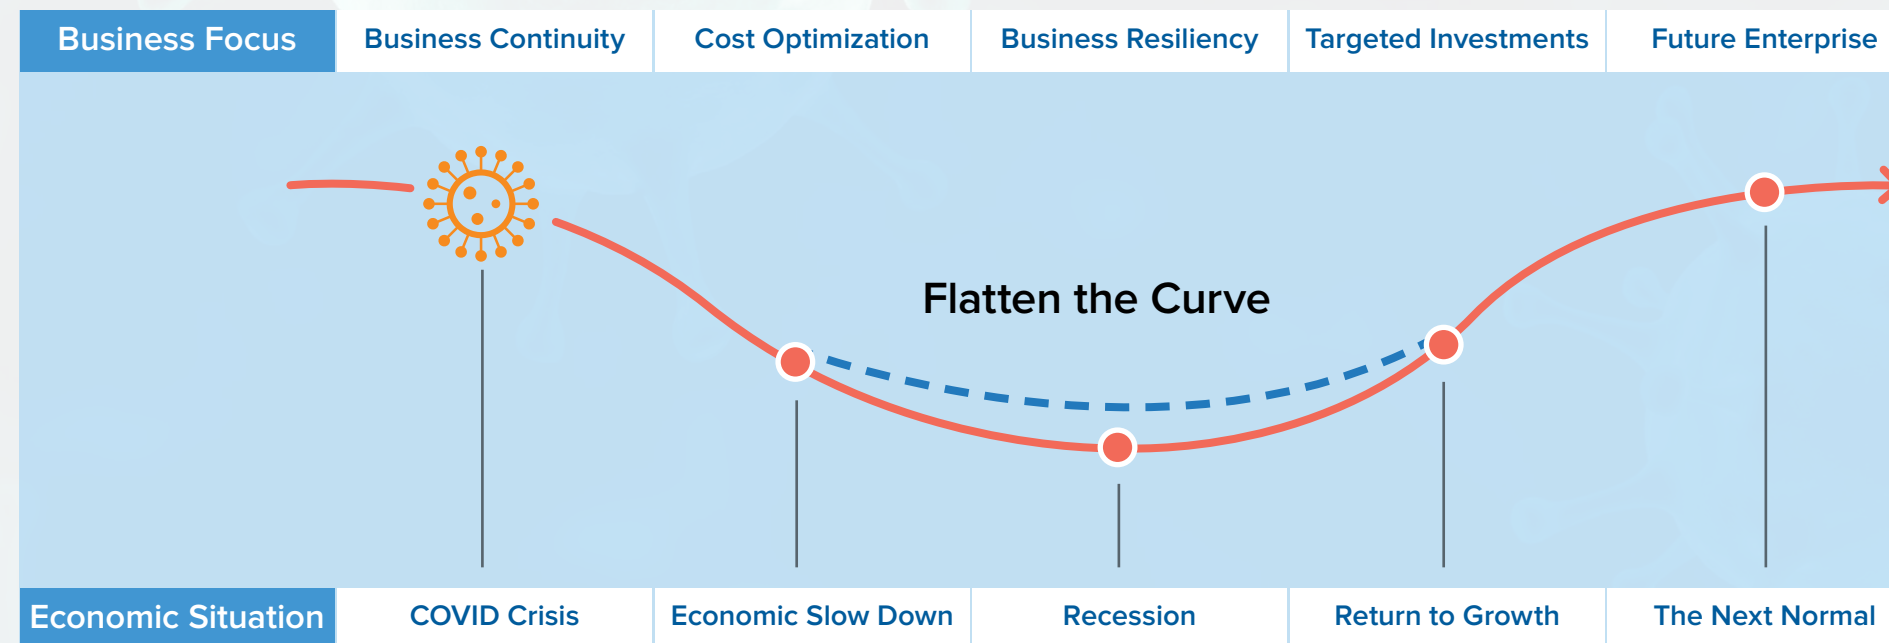 Business Focus
Business Continuity
Cost Optimization
Business Resiliency
Targeted Investments
Future Enterprise
Flatten the Curve
Economic Situation
COVID Crisis
Economic Slow Down
Recession
Return to Growth
The Next Normal